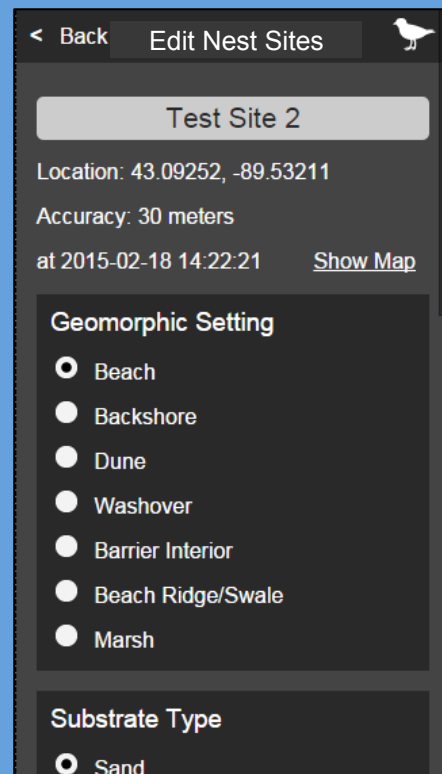 < Back Edit Nest Sites
Test Site 2
Location: 43.09252, -89.53211
Accuracy: 30 meters
at 2015-02-18 14:22:21 Show Map
Geomorphic Setting
Beach
Backshore
Dune
Washover
Barrier Interior
Beach Ridge/Swale
Marsh
Substrate Type
Sand